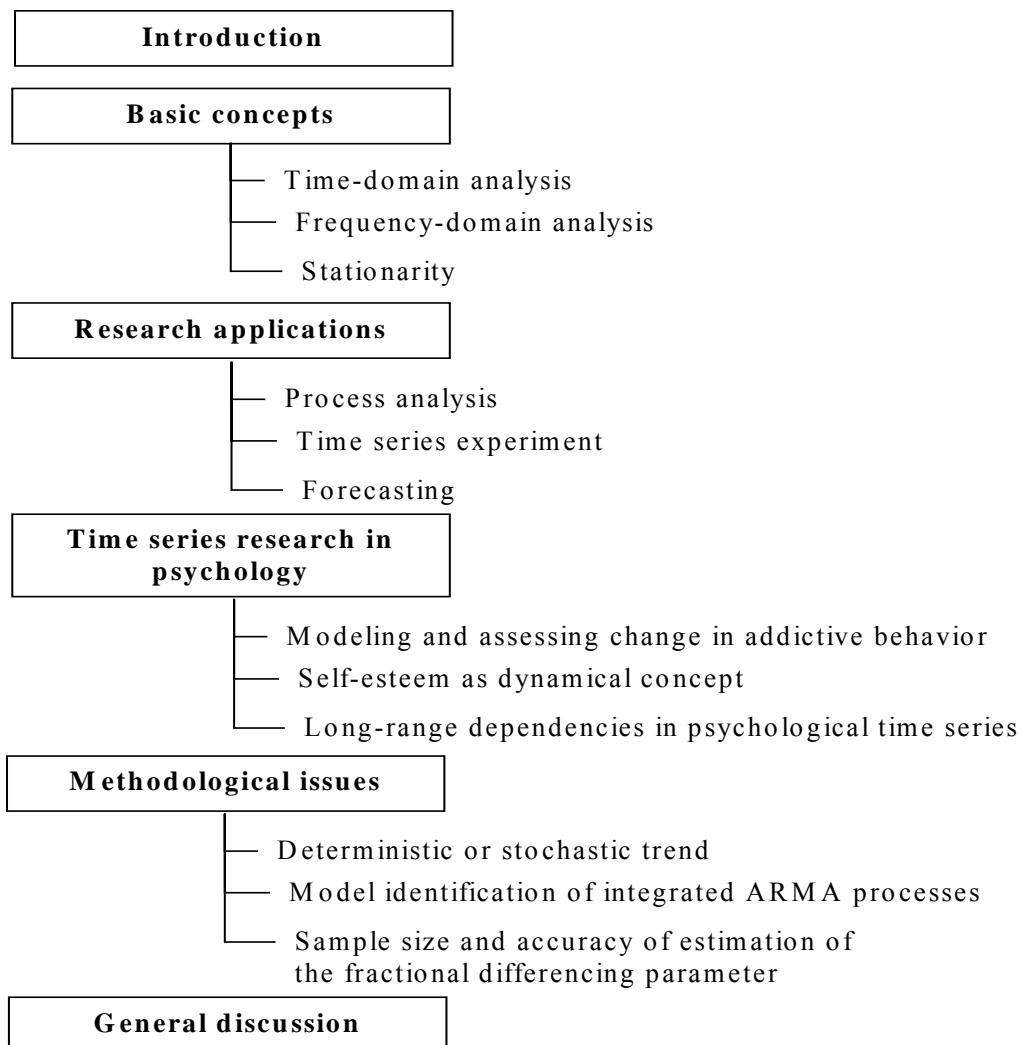 Introduction
Basic concepts
Time-domain analysis
Frequency-domain analysis
Stationarity
Research applications
Process analysis
Time series experiment
Forecasting
Time series research in
psychology
Modeling and assessing change in addictive behavior
Self-esteem as dynamical concept
Long-range dependencies in psychological time series
Methodological issues
Deterministic or stochastic trend
Model identification of integrated ARMA processes
Sample size and accuracy of estimation of
the fractional differencing parameter
General discussion